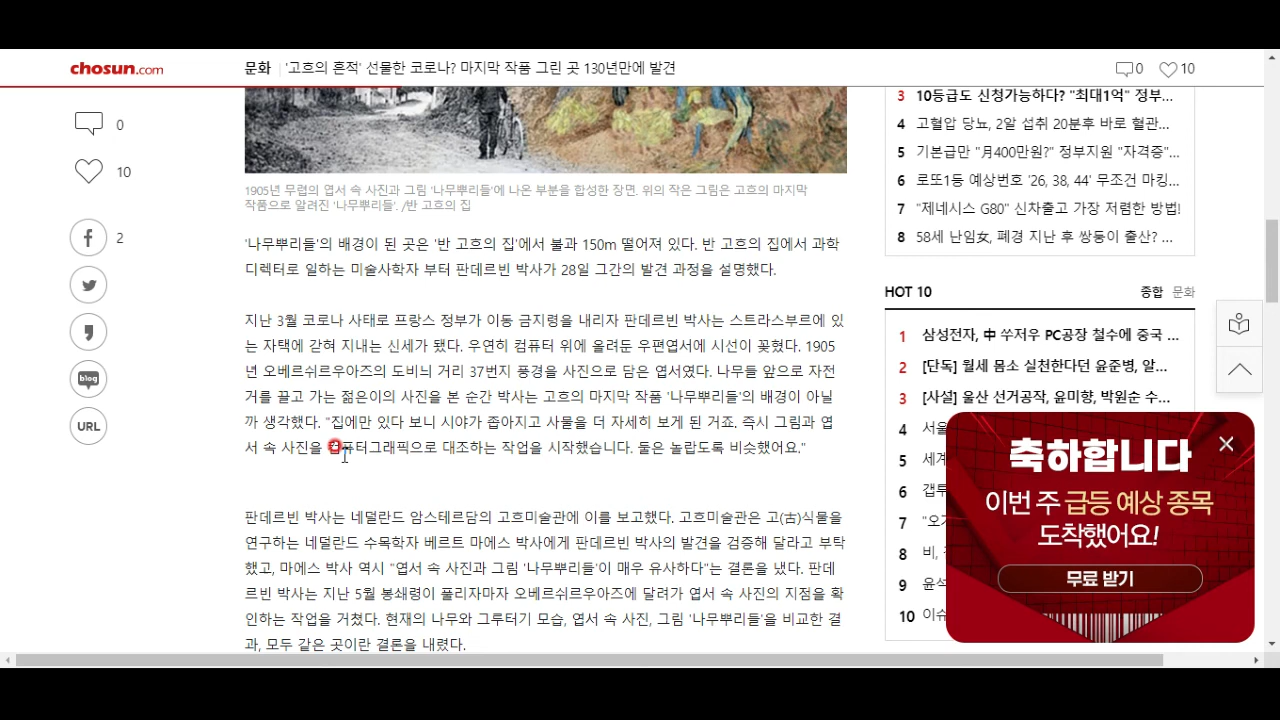 chosun.com
문화 '고흐의 흔적' 선물한 코로나? 마지막 작품 그린 곳 130년만에 발견
0 10
0
10
2
blog
URL
1905년 무렵의 엽서 속 사진과 그림 '나무뿌리들'에 나온 부분을 합성한 장면. 위의 작은 그림은 고흐의 마지막
작품으로 알려진 '나무뿌리들'. /반 고흐의 집
'나무뿌리들'의 배경이 된 곳은 '반 고흐의 집'에서 불과 150m 떨어져 있다. 반 고흐의 집에서 과학
디렉터로 일하는 미술사학자 부터 판데르빈 박사가 28일 그간의 발견 과정을 설명했다.
지난 3월 코로나 사태로 프랑스 정부가 이동 금지령을 내리자 판데르빈 박사는 스트라스부르에 있
는 자택에 갇혀 지내는 신세가 됐다. 우연히 컴퓨터 위에 올려둔 우편엽서에 시선이 꽂혔다. 1905
년 오베르쉬르우아즈의 도비니 거리 37번지 풍경을 사진으로 담은 엽서였다. 나무들 앞으로 자전
거를 끌고 가는 젊은이의 사진을 본 순간 박사는 고흐의 마지막 작품 '나무뿌리들'의 배경이 아닐
까 생각했다. "집에만 있다 보니 시야가 좁아지고 사물을 더 자세히 보게 된 거죠. 즉시 그림과 엽
서 속 사진을 컴퓨터그래픽으로 대조하는 작업을 시작했습니다. 둘은 놀랍도록 비슷했어요."
판데르빈 박사는 네덜란드 암스테르담의 고흐미술관에 이를 보고했다. 고흐미술관은 고(古)식물을
연구하는 네덜란드 수목학자 베르트 마에스 박사에게 판데르빈 박사의 발견을 검증해 달라고 부탁
했고, 마에스 박사 역시 "엽서 속 사진과 그림 '나무뿌리들'이 매우 유사하다"는 결론을 냈다. 판데
르빈 박사는 지난 5월 봉쇄령이 풀리자마자 오베르쉬르우아즈에 달려가 엽서 속 사진의 지점을 확
인하는 작업을 거쳤다. 현재의 나무와 그루터기 모습, 엽서 속 사진, 그림 '나무뿌리들'을 비교한 결
과, 모두 같은 곳이란 결론을 내렸다.
3 10등급도 신청가능하다? "최대1억" 정부...
4 고혈압 당뇨, 2알 섭취 20분후 바로 혈관...
5 기본급만 "月400만원?" 정부지원 "자격증"...
6 로또1등 예상번호 '26, 38, 44' 무조건 마킹...
7 "제네시스 G80" 신차출고 가장 저렴한 방법!
8 58세 난임女, 폐경 지난 후 쌍둥이 출산? ...
HOT 10 종합 문화
1 삼성전자, 中 쑤저우 PC공장 철수에 중국 ...
2 [단독] 월세 몸소 실천한다던 윤준병, 알...
3 [사설] 울산 선거공작, 윤미향, 박원순 수...
4 서울
5 세계
6 갭투
7
8 비,
9 윤석
10 이슈
축하합니다
이번 주 급등 예상 종목
도착했어요!
무료 받기